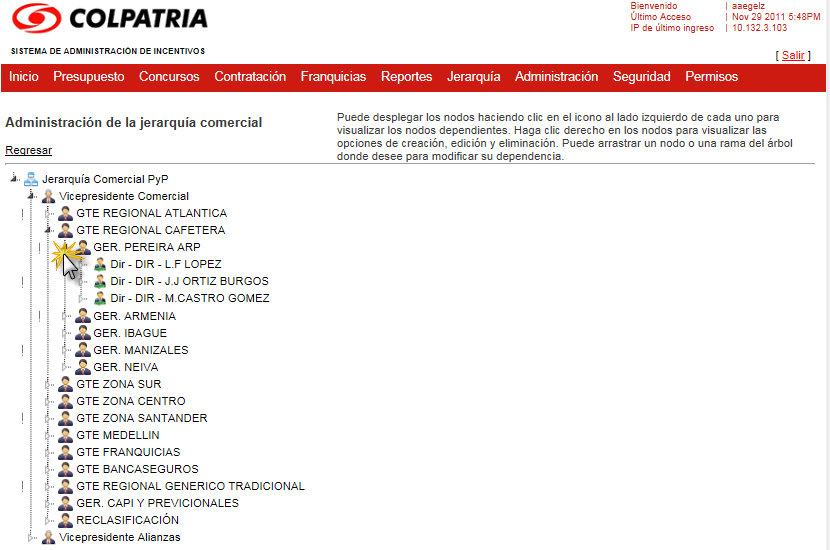 COLPATRIA
SISTEMA DE ADMINISTRACIÓN DE INCENTIVOS
Bienvenido | aaegelz
Último Acceso | Nov 29 2011 5:48PM
IP de último ingreso | 10.132.3.103
[ Salir ]
Inicio Presupuesto Concursos Contratación Franquicias Reportes Jerarquía Administración Seguridad Permisos
Administración de la jerarquía comercial
Regresar
Puede desplegar los nodos haciendo clic en el icono al lado izquierdo de cada uno para
visualizar los nodos dependientes. Haga clic derecho en los nodos para visualizar las
opciones de creación, edición y eliminación. Puede arrastrar un nodo o una rama del árbol
donde desee para modificar su dependencia.
Jerarquía Comercial PyP
Vicepresidente Comercial
GTE REGIONAL ATLANTICA
GTE REGIONAL CAFETERA
GER. PEREIRA ARP
Dir - DIR - L.F LOPEZ
Dir - DIR - J.J ORTIZ BURGOS
Dir - DIR - M.CASTRO GOMEZ
GER. ARMENIA
GER. IBAGUE
GER. MANIZALES
GER. NEIVA
GTE ZONA SUR
GTE ZONA CENTRO
GTE ZONA SANTANDER
GTE MEDELLIN
GTE FRANQUICIAS
GTE BANCASEGUROS
GTE REGIONAL GENERICO TRADICIONAL
GER. CAPI Y PREVICIONALES
RECLASIFICACIÓN
Vicepresidente Alianzas